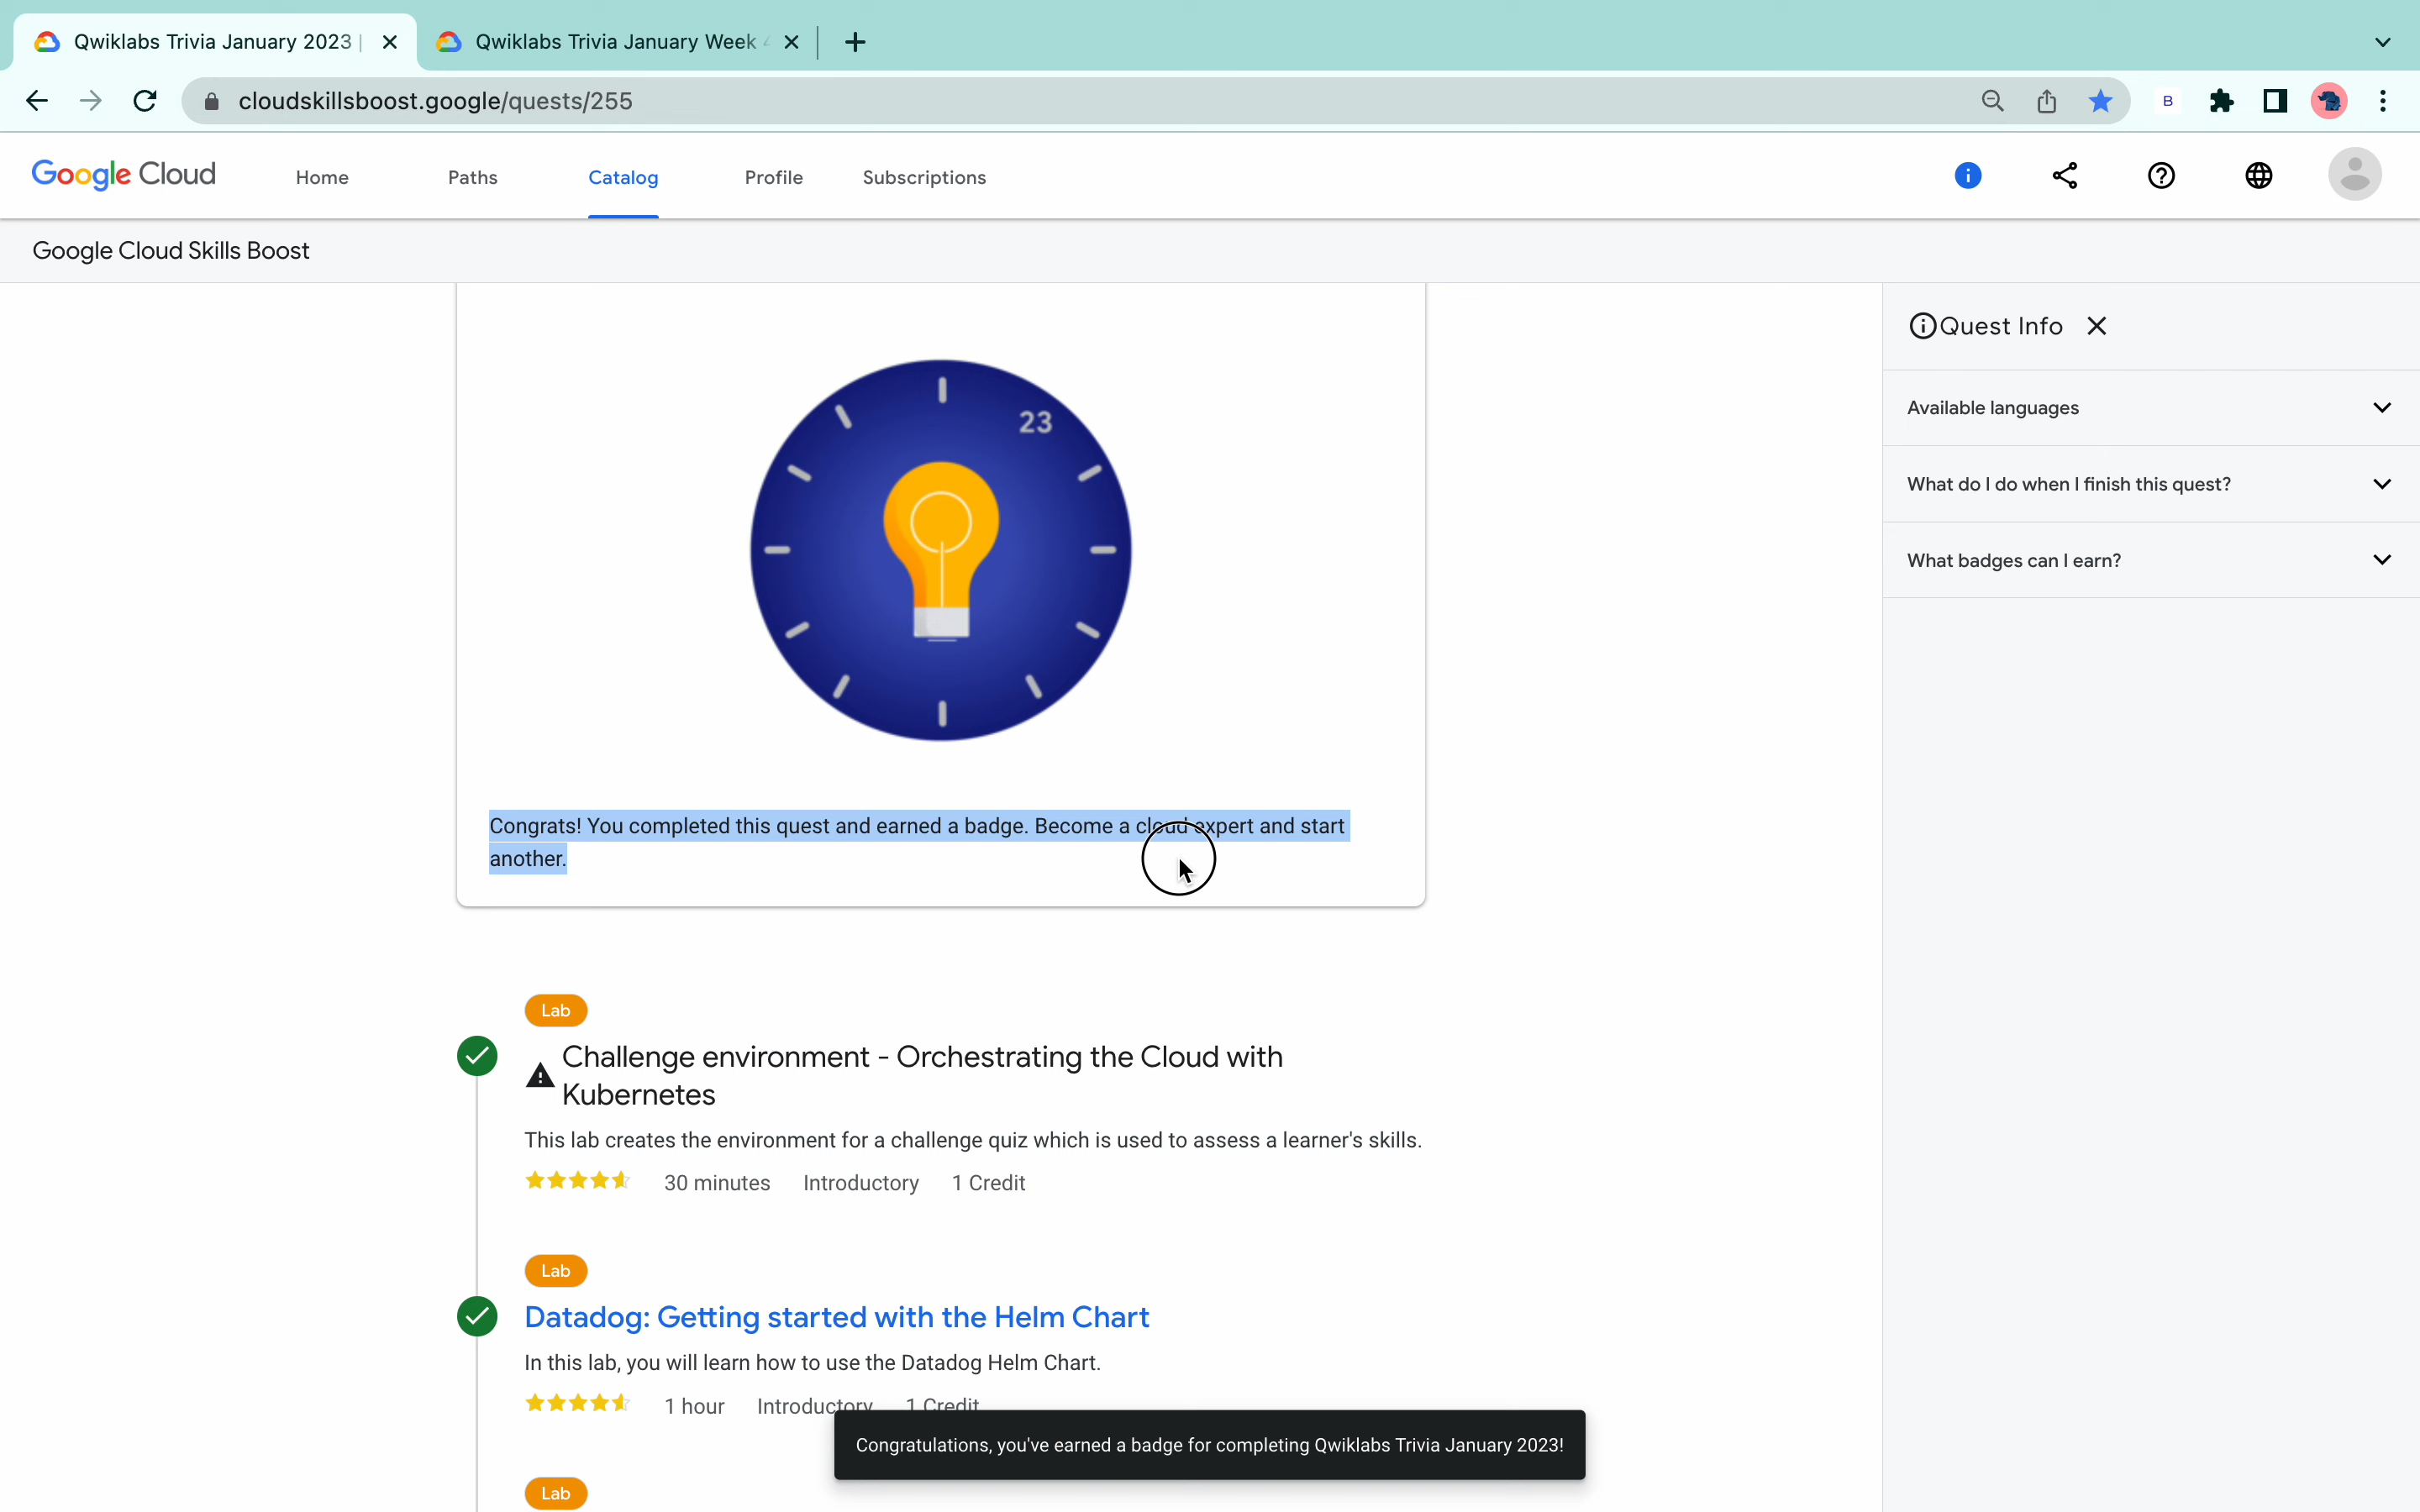 Qwiklabs Trivia January 2023
Qwiklabs Trivia January Week
cloudskillsboost.google/quests/255
B
Google Cloud
Home
Paths
Catalog
Profile
Subscriptions
Google Cloud Skills Boost
23
Congrats! You completed this quest and earned a badge. Become a cloud expert and start
another.
Quest Info
Available languages
What do I do when I finish this quest?
What badges can I earn?
Lab
Challenge environment - Orchestrating the Cloud with
Kubernetes
This lab creates the environment for a challenge quiz which is used to assess a learner's skills.
30 minutes Introductory 1 Credit
Lab
Datadog: Getting started with the Helm Chart
In this lab, you will learn how to use the Datadog Helm Chart.
1 hour Introductory 1 Credit
Congratulations, you've earned a badge for completing Qwiklabs Trivia January 2023!
Lab